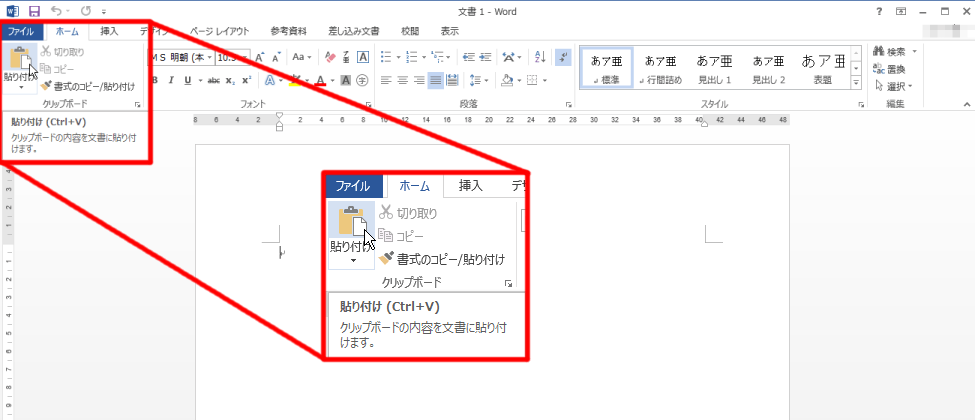 文書 1 - Word
ファイル ホーム 挿入 デザイン ページ レイアウト 参考資料 差し込み文書 校閲 表示
貼り付け
切り取り
コピー
書式のコピー/貼り付け
クリップボード
ＭＳ 明朝 (本 10.5
フォント
段落
あア亜 あア亜 あア亜 あア亜 あア亜
↲ 標準 ↲ 行間詰め 見出し 1 見出し 2 表題
スタイル
検索
置換
選択
編集
貼り付け (Ctrl+V)
クリップボードの内容を文書に貼り付
けます。
8 6 4 2 2 4 6 8 10 12 14 16 18 20 22 24 26 28 30 32 34 36 38 40 42 44 46 48
ファイル ホーム 挿入 デザ
貼り付け
切り取り
コピー
書式のコピー/貼り付け
クリップボード
貼り付け (Ctrl+V)
クリップボードの内容を文書に貼り付
けます。